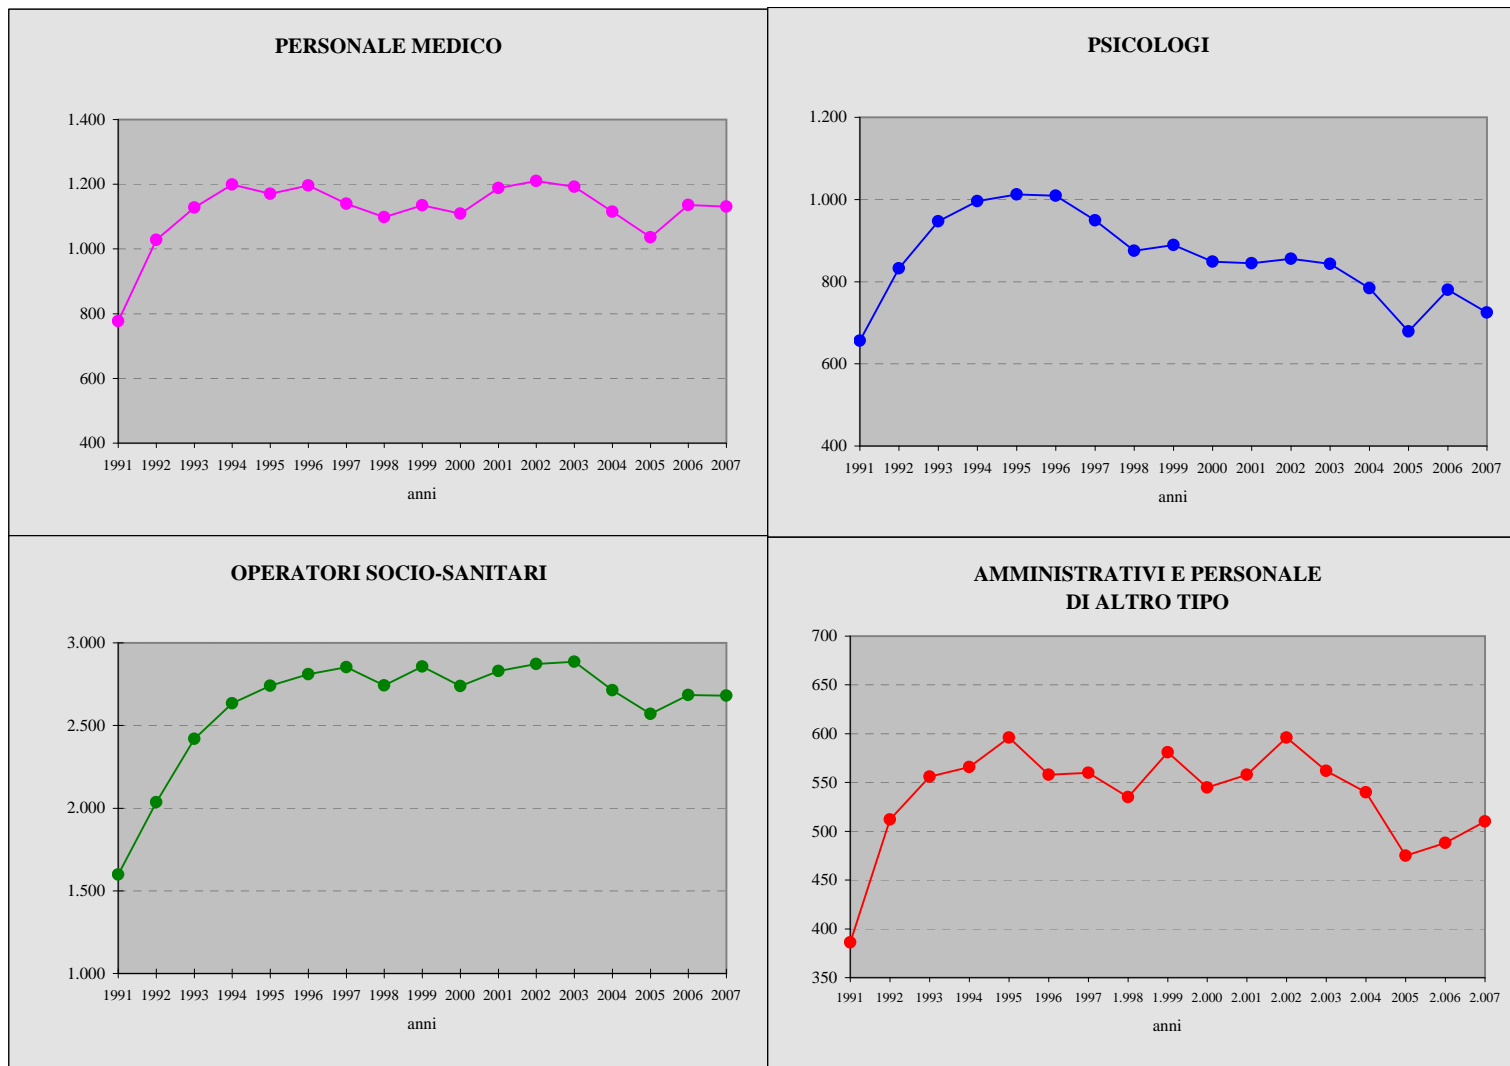 PERSONALE MEDICO
1.400
1.200
1.000
800
600
400
1991 1992 1993 1994 1995 1996 1997 1998 1999 2000 2001 2002 2003 2004 2005 2006 2007
anni
PSICOLOGI
1.200
1.000
800
600
400
1991 1992 1993 1994 1995 1996 1997 1998 1999 2000 2001 2002 2003 2004 2005 2006 2007
anni
OPERATORI SOCIO-SANITARI
3.000
2.500
2.000
1.500
1.000
1991 1992 1993 1994 1995 1996 1997 1998 1999 2000 2001 2002 2003 2004 2005 2006 2007
anni
AMMINISTRATIVI E PERSONALE
DI ALTRO TIPO
700
650
600
550
500
450
400
350
1991 1992 1993 1994 1995 1996 1997 1.998 1.999 2.000 2.001 2.002 2.003 2.004 2005 2.006 2.007
anni